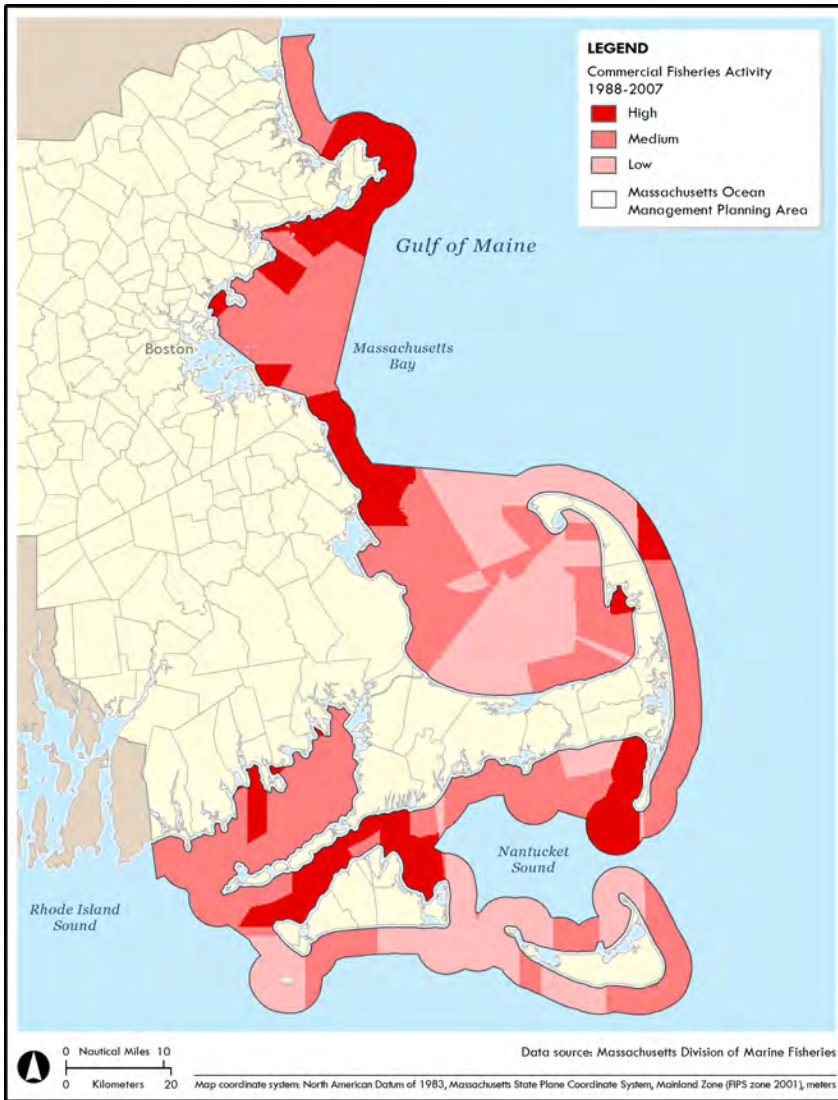 LEGEND
Commercial Fisheries Activity
1988-2007
High
Medium
Low
Massachusetts Ocean
Management Planning Area
Gulf of Maine
Boston
Massachusetts
Bay
Nantucket
Sound
Rhode Island
Sound
0 Nautical Miles 10
0 Kilometers 20
Data source: Massachusetts Division of Marine Fisheries
Map coordinate system: North American Datum of 1983, Massachusetts State Plane Coordinate System, Mainland Zone (FIPS zone 2001), meters